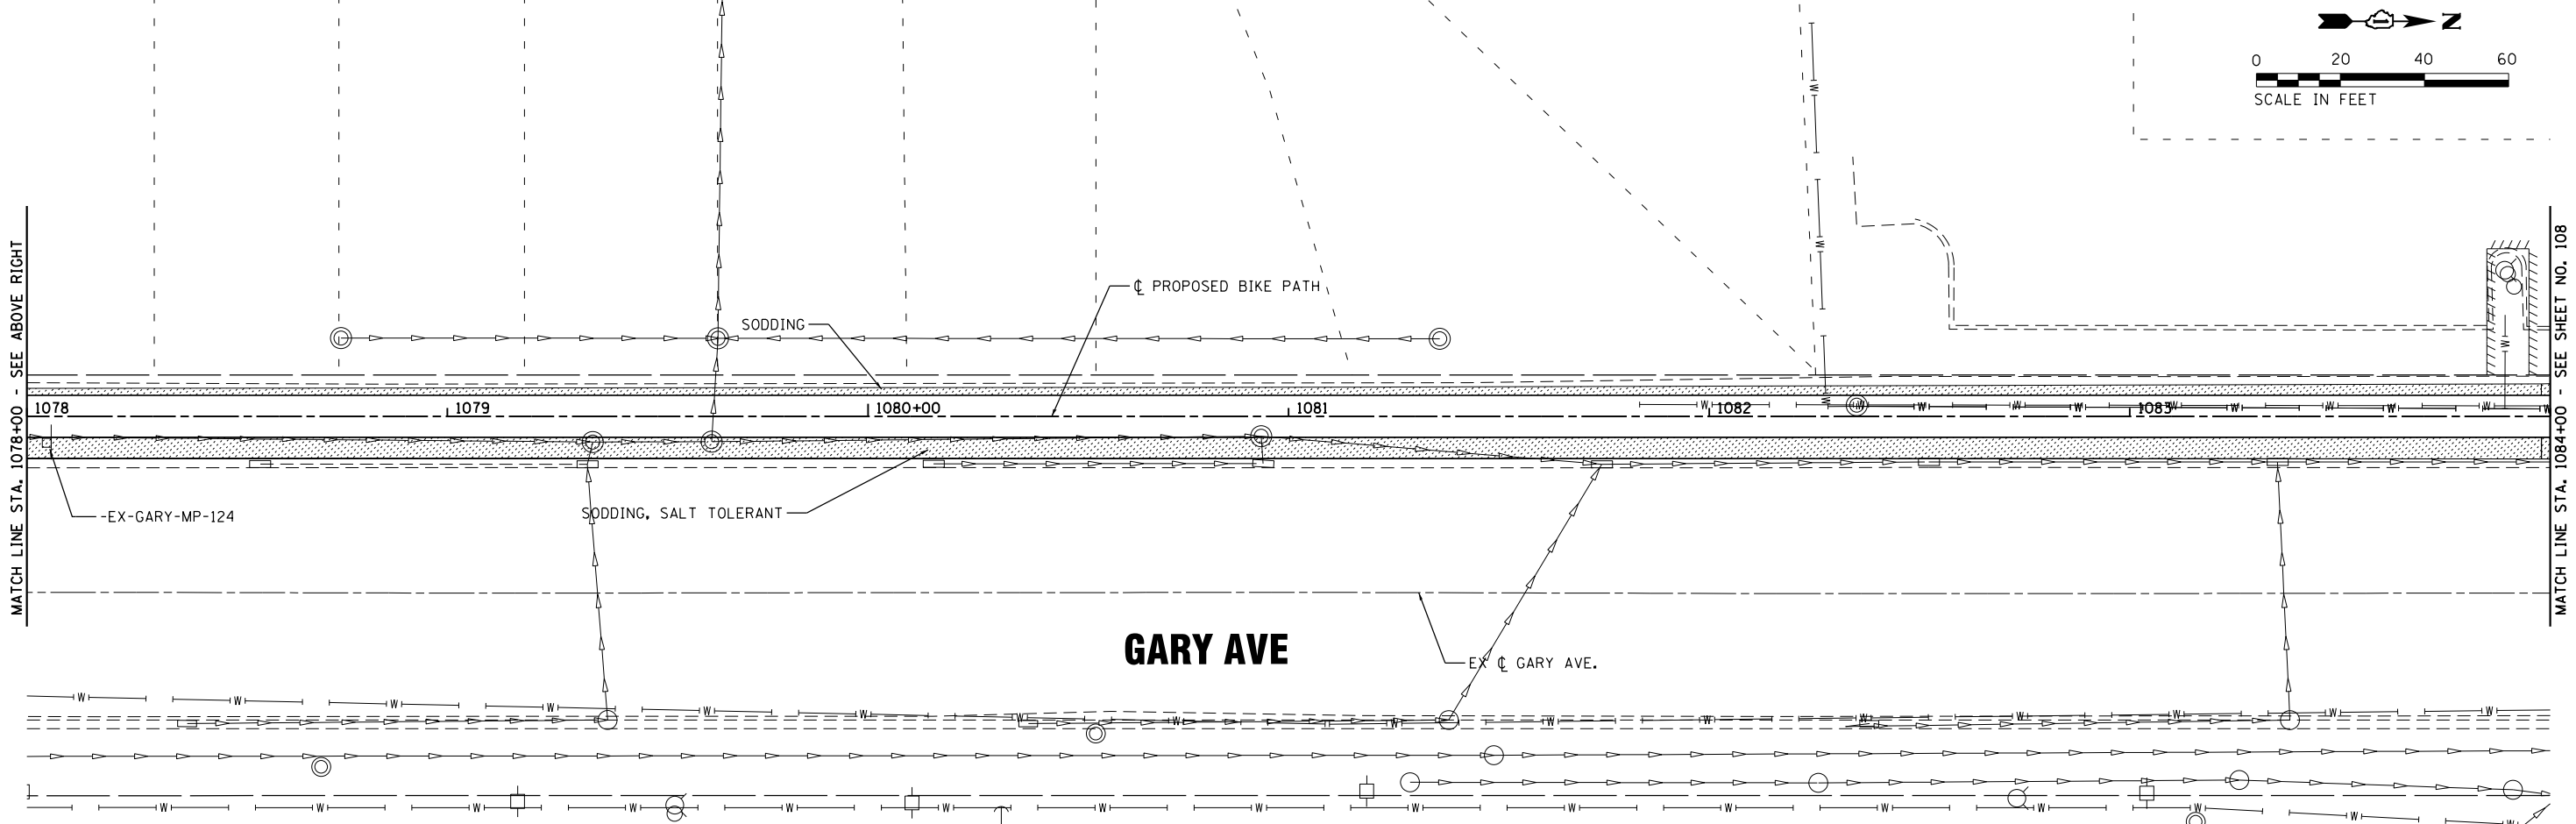 N
0 20 40 60
SCALE IN FEET
MATCH LINE STA. 1078+00 - SEE ABOVE RIGHT
MATCH LINE STA. 1084+00 - SEE SHEET NO. 108
℄ PROPOSED BIKE PATH
SODDING
1078 1079 1080+00 1081 1082 1083
-EX-GARY-MP-124
SODDING, SALT TOLERANT
GARY AVE
EX ℄ GARY AVE.